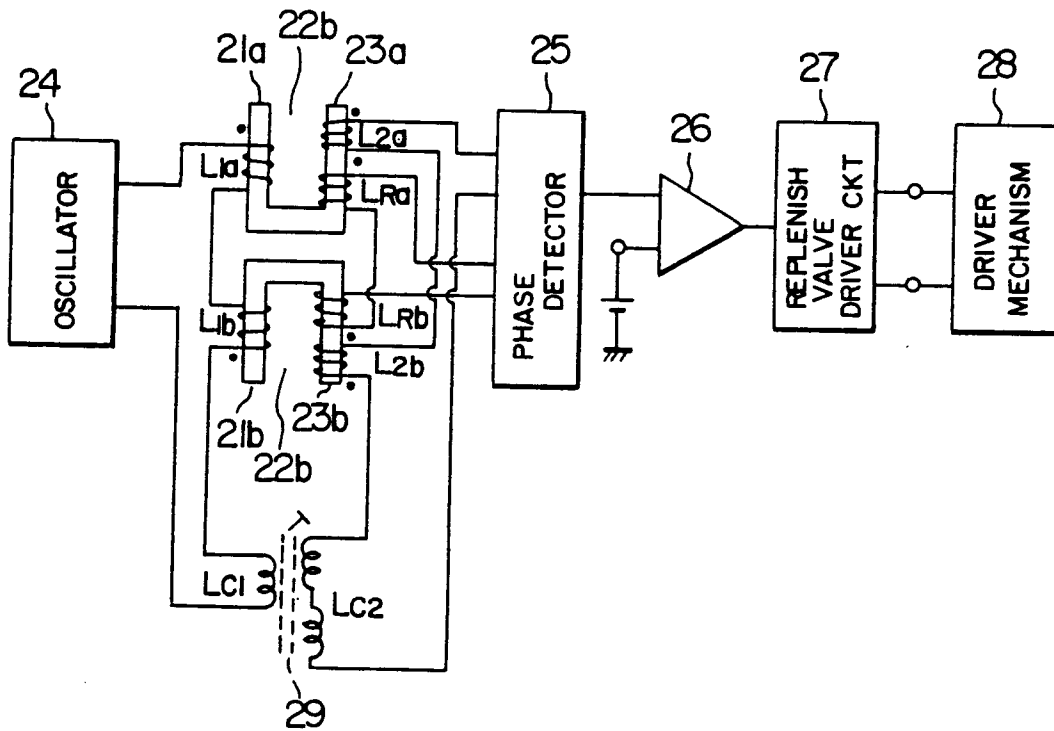 22b
21a
23a
24
25
27
28
26
L2a
L1a
LRa
OSCILLATOR
PHASE
DETECTOR
REPLENISH
VALVE
DRIVER CKT
DRIVER
MECHANISM
L1b
LRb
L2b
21b
23b
22b
LC1
LC2
29